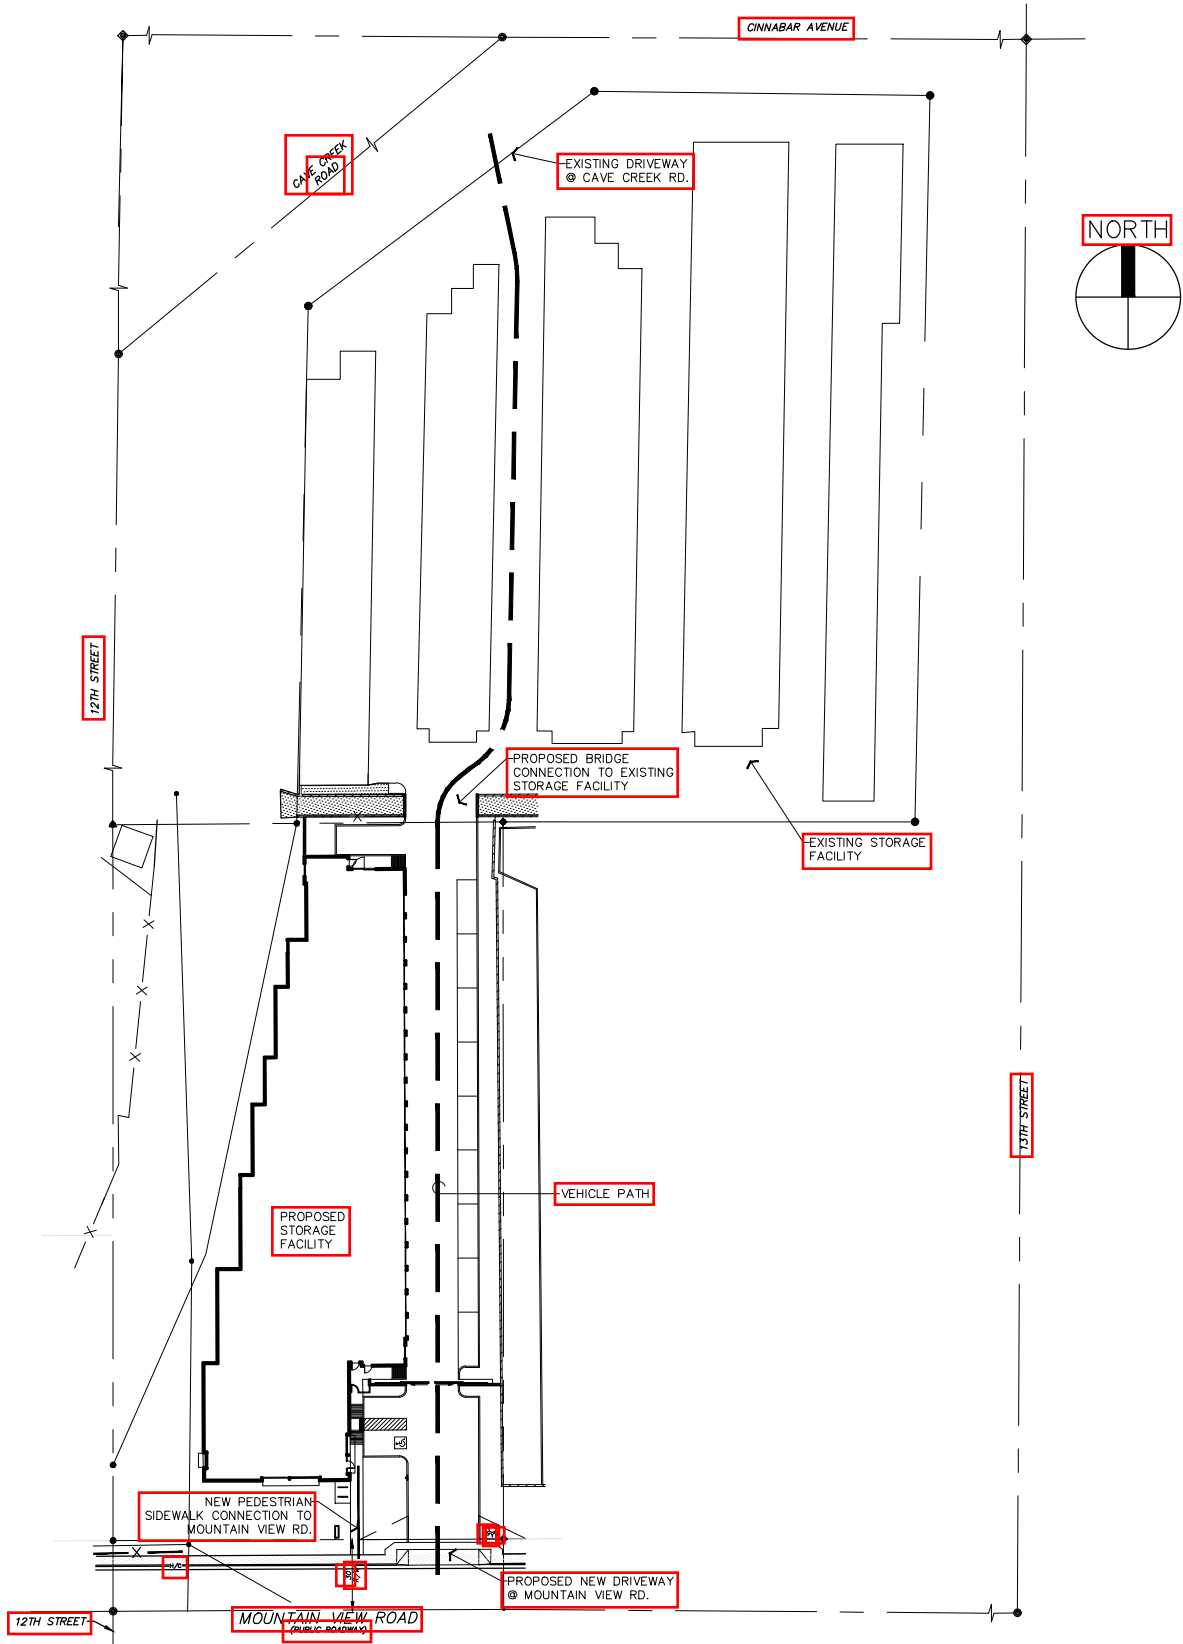 CINNABAR AVENUE
CAVE CREEK
ROAD
EXISTING DRIVEWAY
@ CAVE CREEK RD.
NORTH
12TH STREET
PROPOSED BRIDGE
CONNECTION TO EXISTING
STORAGE FACILITY
EXISTING STORAGE
FACILITY
13TH STREET
VEHICLE PATH
PROPOSED
STORAGE
FACILITY
NEW PEDESTRIAN
SIDEWALK CONNECTION TO
MOUNTAIN VIEW RD.
PROPOSED NEW DRIVEWAY
@ MOUNTAIN VIEW RD.
12TH STREET
MOUNTAIN VIEW ROAD
(PUBLIC ROADWAY)